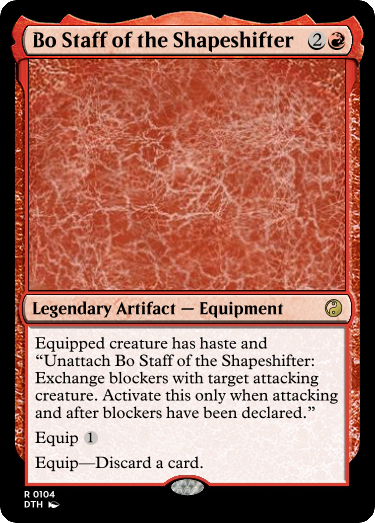 Bo Staff of the Shapeshifter 2
Legendary Artifact — Equipment
Equipped creature has haste and
“Unattach Bo Staff of the Shapeshifter:
Exchange blockers with target attacking
creature. Activate this only when attacking
and after blockers have been declared.”
Equip 1
Equip—Discard a card.
R 0104
DTH